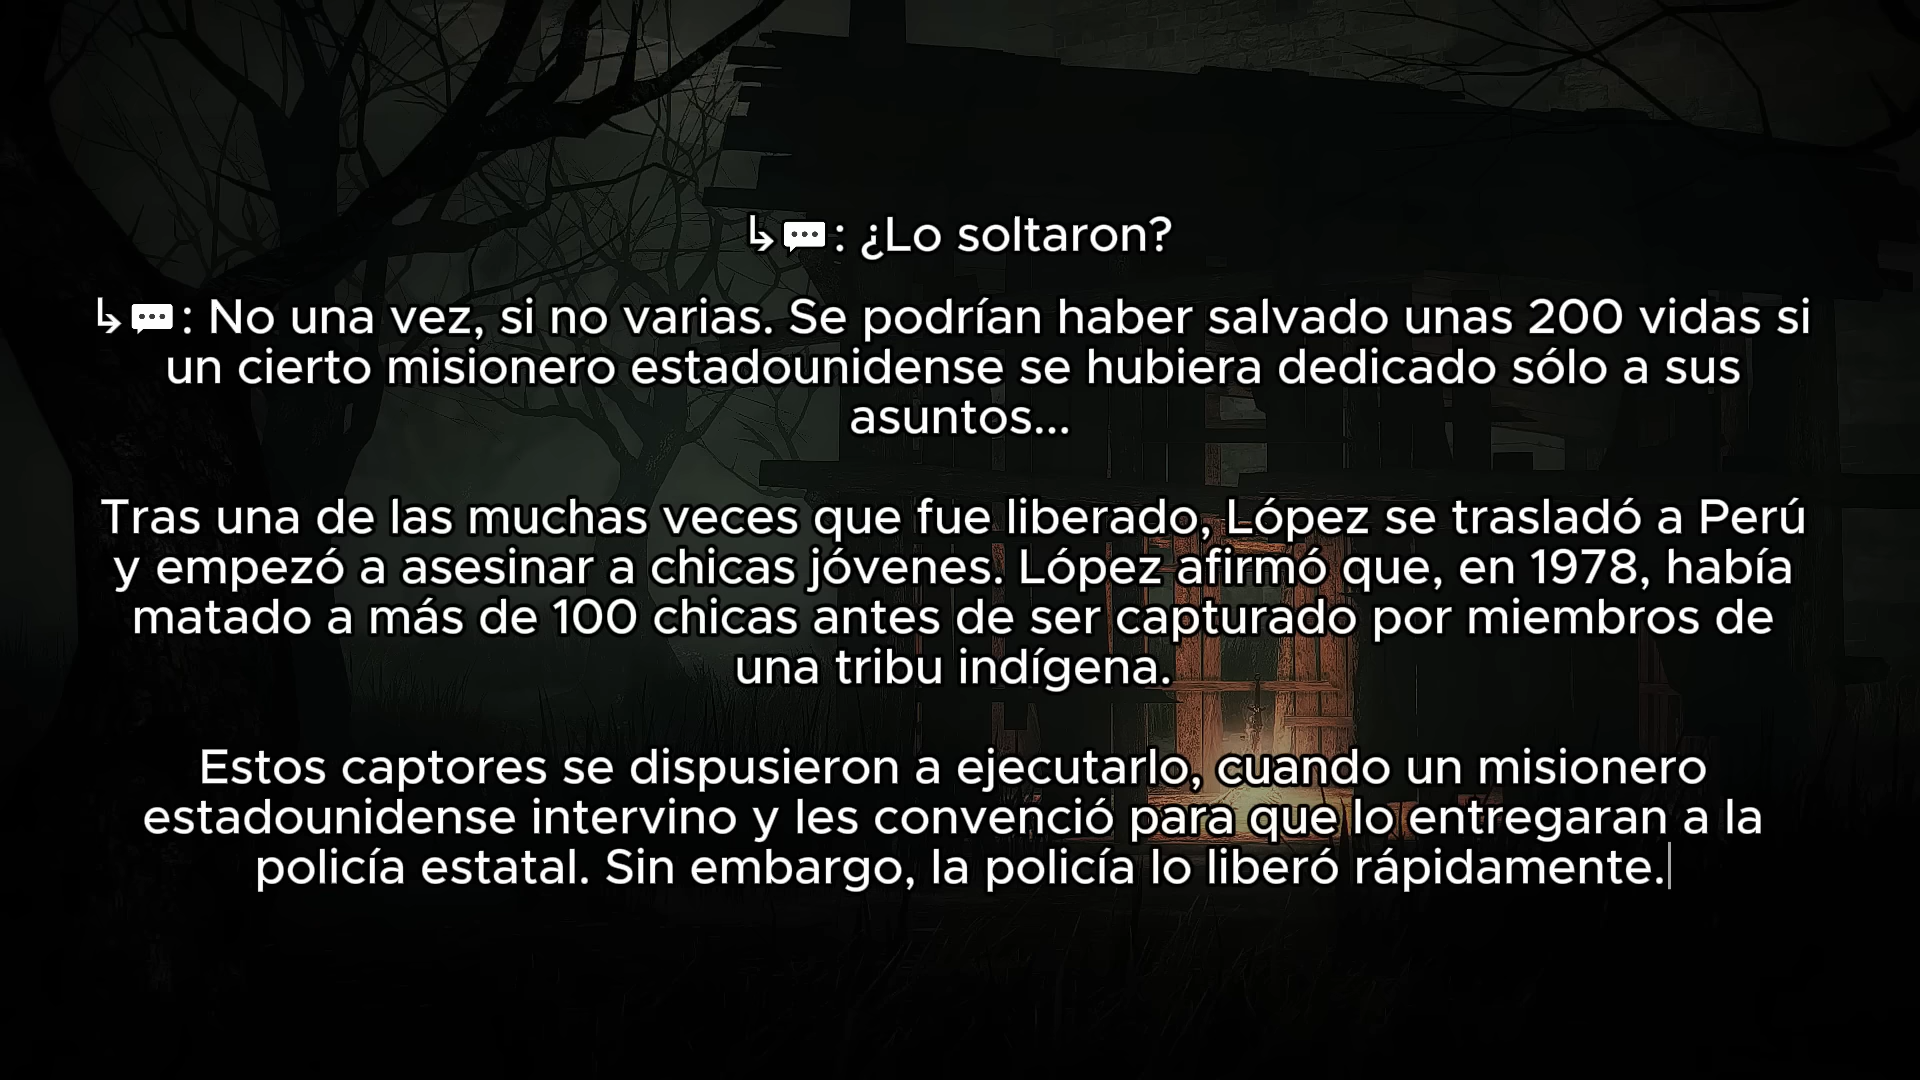 ↳💬: ¿Lo soltaron?
↳💬: No una vez, si no varias. Se podrían haber salvado unas 200 vidas si
un cierto misionero estadounidense se hubiera dedicado sólo a sus
asuntos...
Tras una de las muchas veces que fue liberado, López se trasladó a Perú
y empezó a asesinar a chicas jóvenes. López afirmó que, en 1978, había
matado a más de 100 chicas antes de ser capturado por miembros de
una tribu indígena.
Estos captores se dispusieron a ejecutarlo, cuando un misionero
estadounidense intervino y les convenció para que lo entregaran a la
policía estatal. Sin embargo, la policía lo liberó rápidamente.